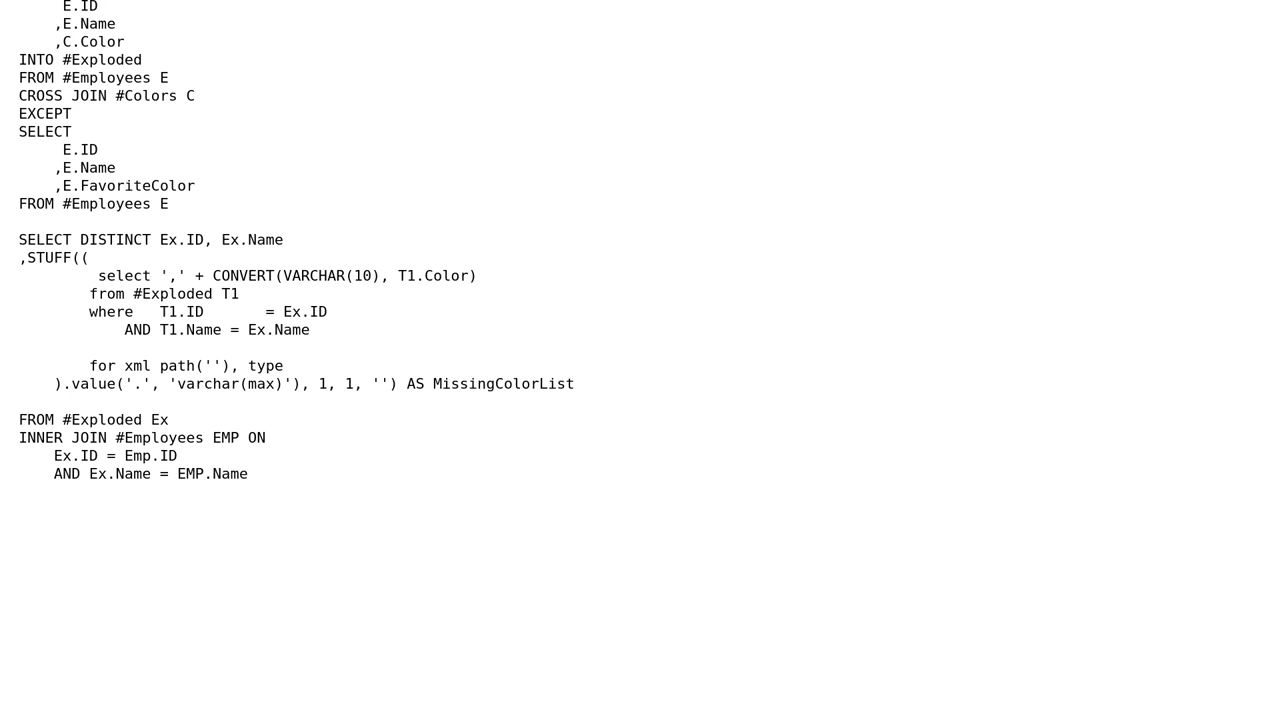 E.ID
    ,E.Name
    ,C.Color
INTO #Exploded
FROM #Employees E
CROSS JOIN #Colors C
EXCEPT
SELECT
     E.ID
    ,E.Name
    ,E.FavoriteColor
FROM #Employees E

SELECT DISTINCT Ex.ID, Ex.Name
,STUFF((
         select ',' + CONVERT(VARCHAR(10), T1.Color)
        from #Exploded T1
        where   T1.ID       = Ex.ID
            AND T1.Name = Ex.Name

        for xml path(''), type
    ).value('.', 'varchar(max)'), 1, 1, '') AS MissingColorList

FROM #Exploded Ex
INNER JOIN #Employees EMP ON
    Ex.ID = Emp.ID
    AND Ex.Name = EMP.Name